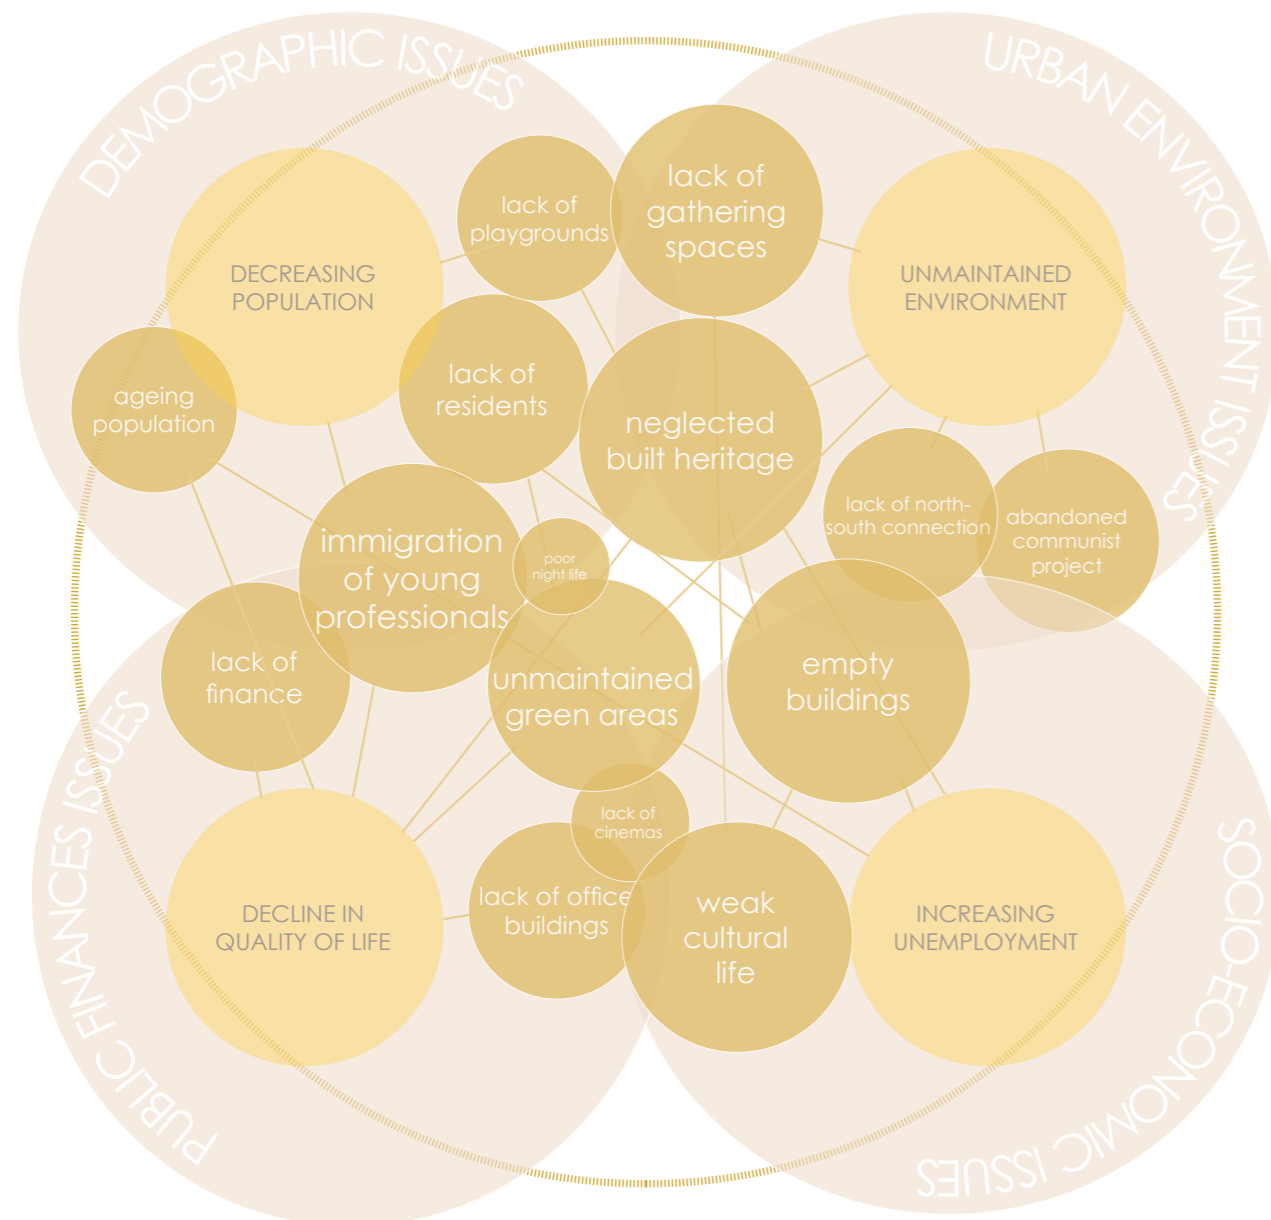 DEMOGRAPHIC ISSUES
URBAN ENVIRONMENT ISSUES
lack of
gathering
spaces
lack of
playgrounds
DECREASING
POPULATION
UNMAINTAINED
ENVIRONMENT
lack of
residents
ageing
population
neglected
built heritage
lack of north-
south connection
abandoned
communist
project
immigration
of young
professionals
poor
night life
lack of
finance
unmaintained
green areas
empty
buildings
lack of
cinemas
lack of office
buildings
weak
cultural
life
DECLINE IN
QUALITY OF LIFE
INCREASING
UNEMPLOYMENT
PUBLIC FINANCES ISSUES
SOCIO-ECONOMIC ISSUES